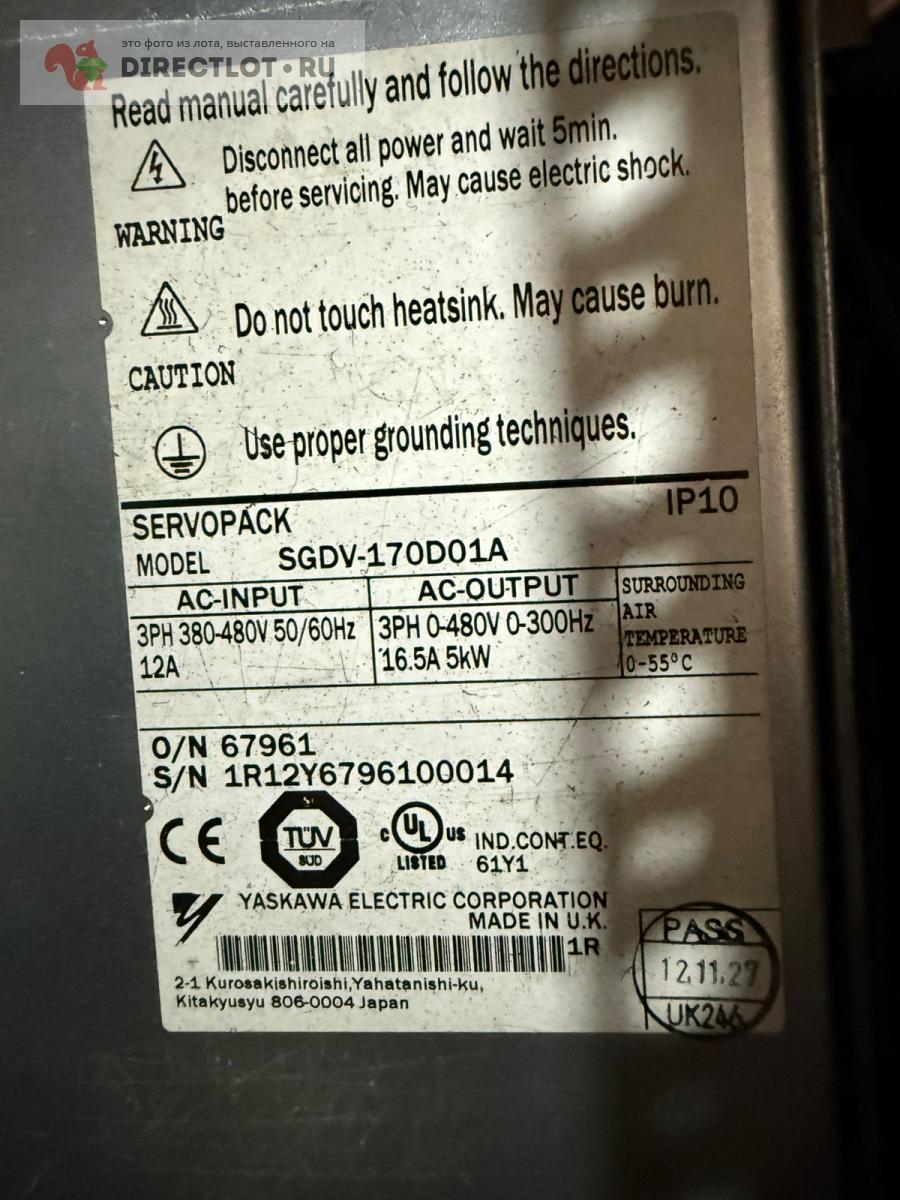 это фото из лота, выставленного на
DIRECTLOT.RU
Read manual carefully and follow the directions.
Disconnect all power and wait 5min.
before servicing. May cause electric shock.
WARNING
Do not touch heatsink. May cause burn.
CAUTION
Use proper grounding techniques.
SERVOPACK
IP10
MODEL SGDV-170D01A
AC-INPUT
3PH 380-480V 50/60Hz
12A
AC-OUTPUT
3PH 0-480V 0-300Hz
16.5A 5kW
SURROUNDING
AIR
TEMPERATURE
0-55°C
O/N 67961
S/N 1R12Y6796100014
CE
TÜV
SÜD
C UL US
LISTED
IND.CONT.EQ.
61Y1
YASKAWA ELECTRIC CORPORATION
MADE IN U.K.
1R
2-1 Kurosakishiroishi,Yahatanishi-ku,
Kitakyusyu 806-0004 Japan
PASS
12.11.27
UK246